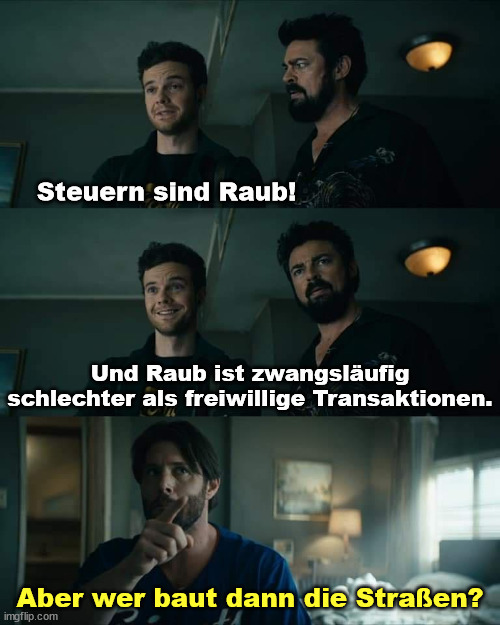 Steuern sind Raub!
Und Raub ist zwangsläufig
schlechter als freiwillige Transaktionen.
Aber wer baut dann die Straßen?
imgflip.com